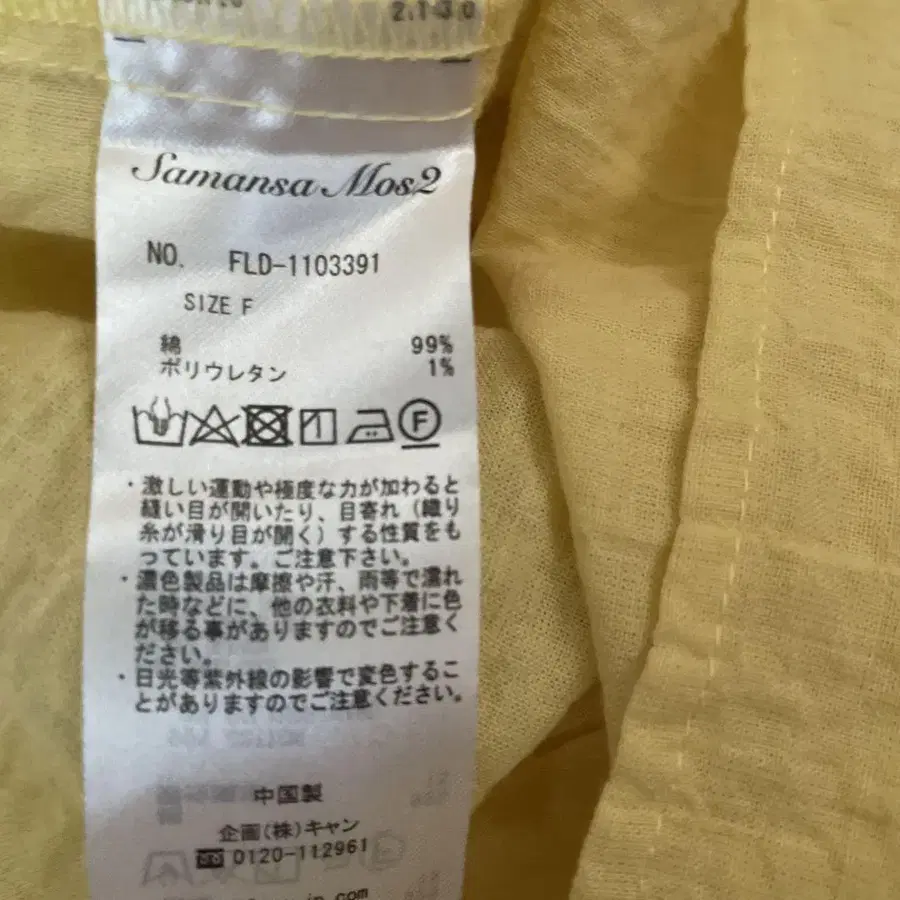 2.1-3.0
Samansa Mos2
NO. FLD-1103391
SIZE F
綿 99%
ポリウレタン 1%
F
・激しい運動や極度な力が加わると
縫い目が開いたり、目寄れ（織り
糸が滑り目が開く）する性質をも
っています。ご注意下さい。
・濃色製品は摩擦や汗、雨等で濡れ
た時などに、他の衣料や下着に色
が移る事がありますのでご注意く
ださい。
・日光等紫外線の影響で変色するこ
とがありますのでご注意ください。
中国製
企画(株)キャン
0120-112961